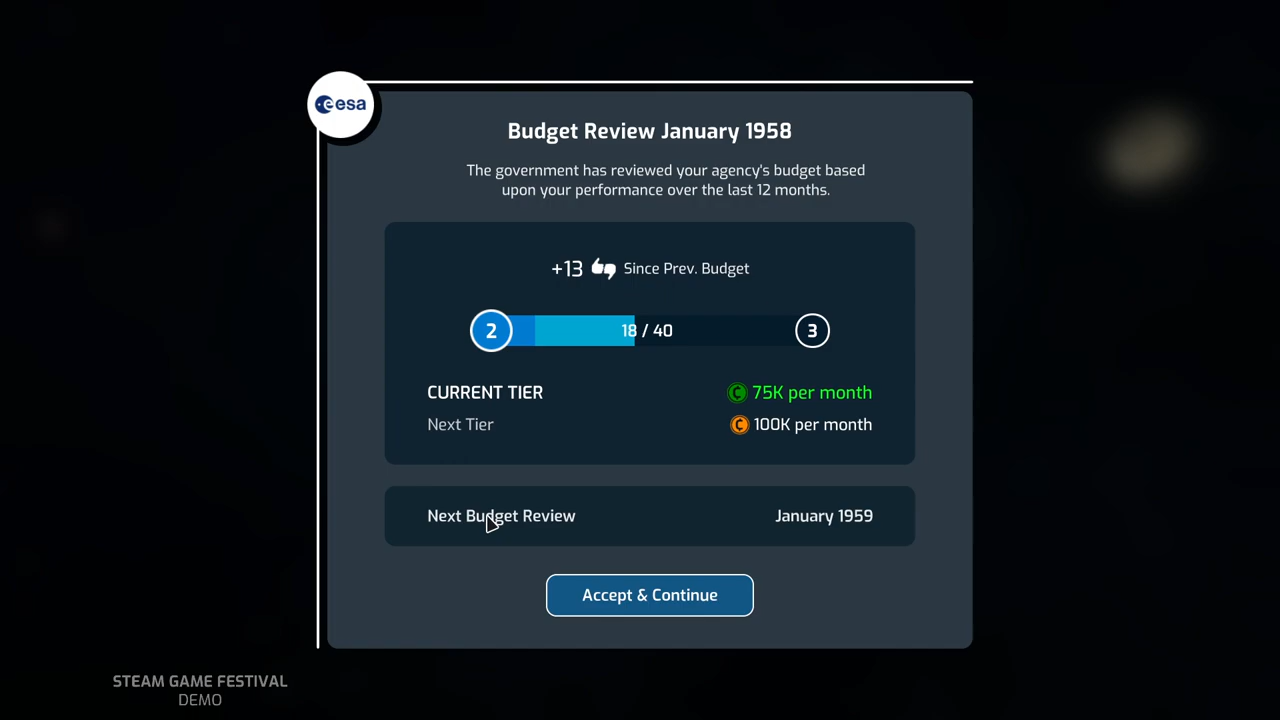 esa
Budget Review January 1958
The government has reviewed your agency's budget based
upon your performance over the last 12 months.
+13 Since Prev. Budget
2 18 / 40 3
CURRENT TIER 75K per month
Next Tier 100K per month
Next Budget Review January 1959
Accept & Continue
STEAM GAME FESTIVAL
DEMO